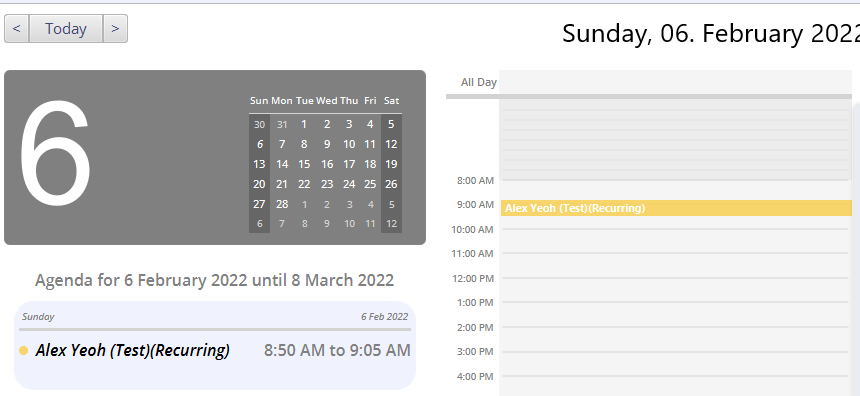 < Today >
Sunday, 06. February 2022
6
Sun Mon Tue Wed Thu Fri Sat
30 31 1 2 3 4 5
6 7 8 9 10 11 12
13 14 15 16 17 18 19
20 21 22 23 24 25 26
27 28 1 2 3 4 5
6 7 8 9 10 11 12
Agenda for 6 February 2022 until 8 March 2022
Sunday 6 Feb 2022
Alex Yeoh (Test)(Recurring) 8:50 AM to 9:05 AM
All Day
8:00 AM
9:00 AM Alex Yeoh (Test)(Recurring)
10:00 AM
11:00 AM
12:00 PM
1:00 PM
2:00 PM
3:00 PM
4:00 PM